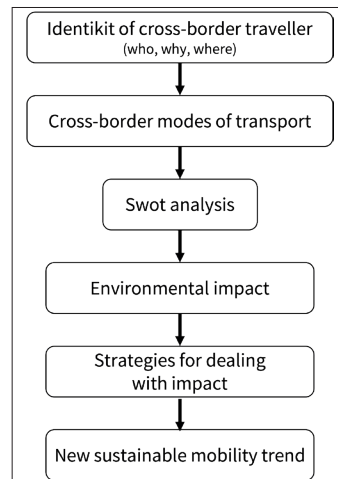 Identikit of cross-border traveller
(who, why, where)
Cross-border modes of transport
Swot analysis
Environmental impact
Strategies for dealing
with impact
New sustainable mobility trend